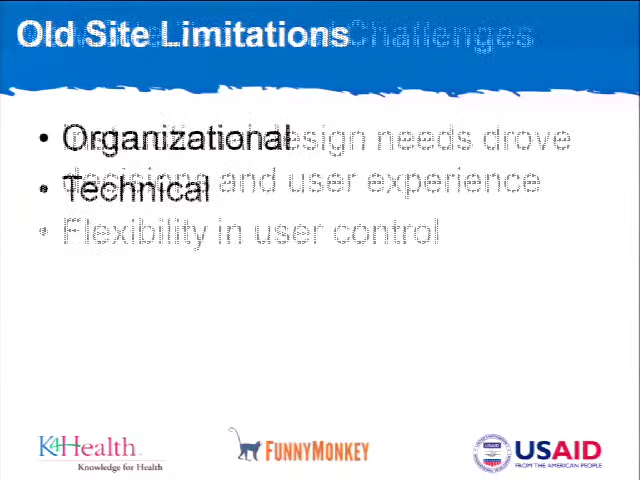 Old Site Limitations Challenges
• Organizational design needs drove
• Technical and user experience
• Flexibility in user control
K4Health
Knowledge for Health
FUNNYMONKEY
USAID
FROM THE AMERICAN PEOPLE